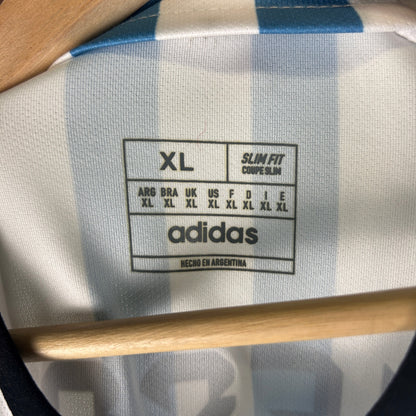 XL
SLIM FIT
COUPE SLIM
ARG BRA UK US F D I E
XL XL XL XL XL XL XL XL
adidas
HECHO EN ARGENTINA